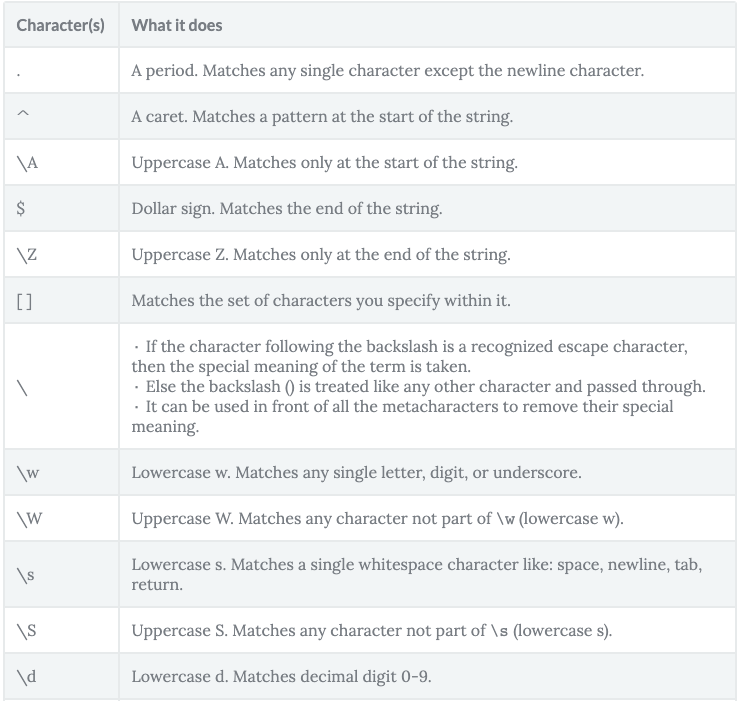 Character(s) What it does
. A period. Matches any single character except the newline character.
^ A caret. Matches a pattern at the start of the string.
\A Uppercase A. Matches only at the start of the string.
$ Dollar sign. Matches the end of the string.
\Z Uppercase Z. Matches only at the end of the string.
[ ] Matches the set of characters you specify within it.
\ · If the character following the backslash is a recognized escape character,
then the special meaning of the term is taken.
· Else the backslash () is treated like any other character and passed through.
· It can be used in front of all the metacharacters to remove their special
meaning.
\w Lowercase w. Matches any single letter, digit, or underscore.
\W Uppercase W. Matches any character not part of \w (lowercase w).
\s Lowercase s. Matches a single whitespace character like: space, newline, tab,
return.
\S Uppercase S. Matches any character not part of \s (lowercase s).
\d Lowercase d. Matches decimal digit 0-9.